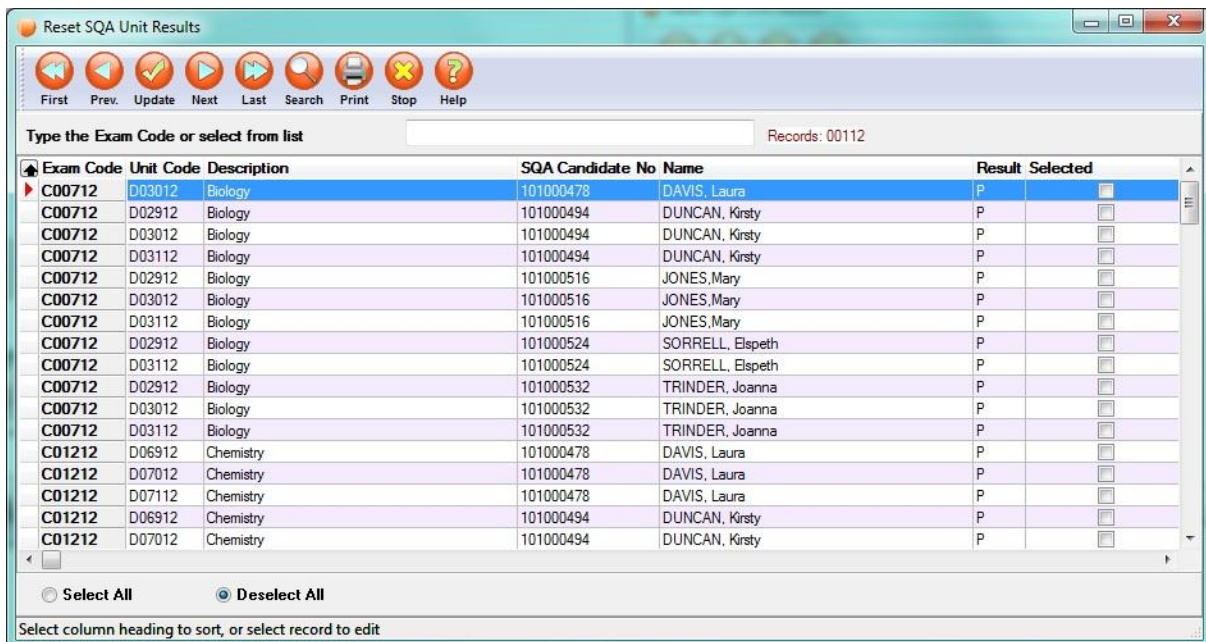 Reset SQA Unit Results
First Prev. Update Next Last Search Print Stop Help
Type the Exam Code or select from list Records: 00112
Exam Code Unit Code Description SQA Candidate No Name Result Selected
C00712 D03012 Biology 101000478 DAVIS, Laura P
C00712 D02912 Biology 101000494 DUNCAN, Kirsty P
C00712 D03012 Biology 101000494 DUNCAN, Kirsty P
C00712 D03112 Biology 101000494 DUNCAN, Kirsty P
C00712 D02912 Biology 101000516 JONES,Mary P
C00712 D03012 Biology 101000516 JONES,Mary P
C00712 D03112 Biology 101000516 JONES,Mary P
C00712 D02912 Biology 101000524 SORRELL, Elspeth P
C00712 D03112 Biology 101000524 SORRELL, Elspeth P
C00712 D02912 Biology 101000532 TRINDER, Joanna P
C00712 D03012 Biology 101000532 TRINDER, Joanna P
C00712 D03112 Biology 101000532 TRINDER, Joanna P
C01212 D06912 Chemistry 101000478 DAVIS, Laura P
C01212 D07012 Chemistry 101000478 DAVIS, Laura P
C01212 D07112 Chemistry 101000478 DAVIS, Laura P
C01212 D06912 Chemistry 101000494 DUNCAN, Kirsty P
C01212 D07012 Chemistry 101000494 DUNCAN, Kirsty P
Select All Deselect All
Select column heading to sort, or select record to edit